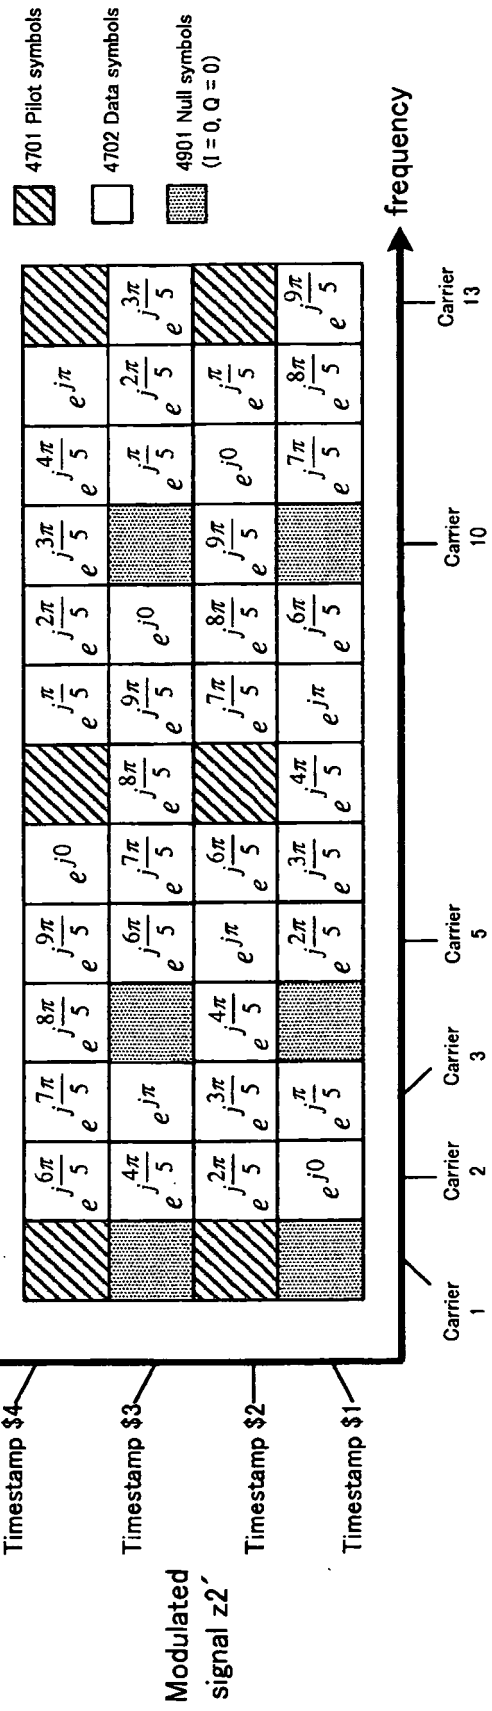 4701 Pilot symbols
4702 Data symbols
4901 Null symbols
(I = 0, Q = 0)
Modulated
signal z2´
Timestamp $4
e^{j6π/5} e^{j7π/5} e^{j8π/5} e^{j9π/5} e^{j0} e^{jπ/5} e^{j2π/5} e^{j3π/5} e^{j4π/5} e^{jπ}
Timestamp $3
e^{j4π/5} e^{jπ} e^{j6π/5} e^{j7π/5} e^{j8π/5} e^{j9π/5} e^{j0} e^{jπ/5} e^{j2π/5} e^{j3π/5}
Timestamp $2
e^{j2π/5} e^{j3π/5} e^{j4π/5} e^{jπ} e^{j6π/5} e^{j7π/5} e^{j8π/5} e^{j9π/5} e^{j0} e^{jπ/5}
Timestamp $1
e^{j0} e^{jπ/5} e^{j2π/5} e^{j3π/5} e^{j4π/5} e^{jπ} e^{j6π/5} e^{j7π/5} e^{j8π/5} e^{j9π/5}
frequency
Carrier
1
Carrier
2
Carrier
3
Carrier
5
Carrier
10
Carrier
13